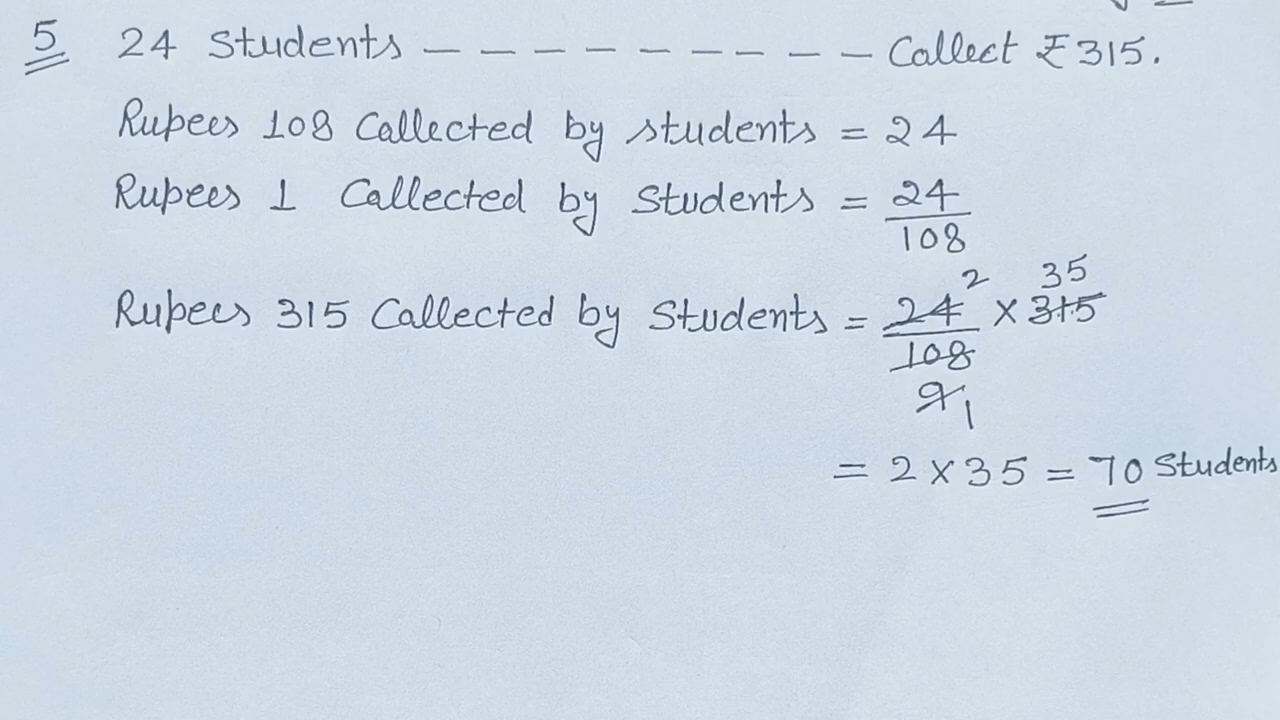 5 24 Students – – – – – – – – – Callect ₹315.
Rupees 108 Callected by students = 24
Rupees 1 Callected by Students = 24/108
Rupees 315 Callected by Students = 24/108 × 315
2 35
9 1
= 2 × 35 = 70 Students